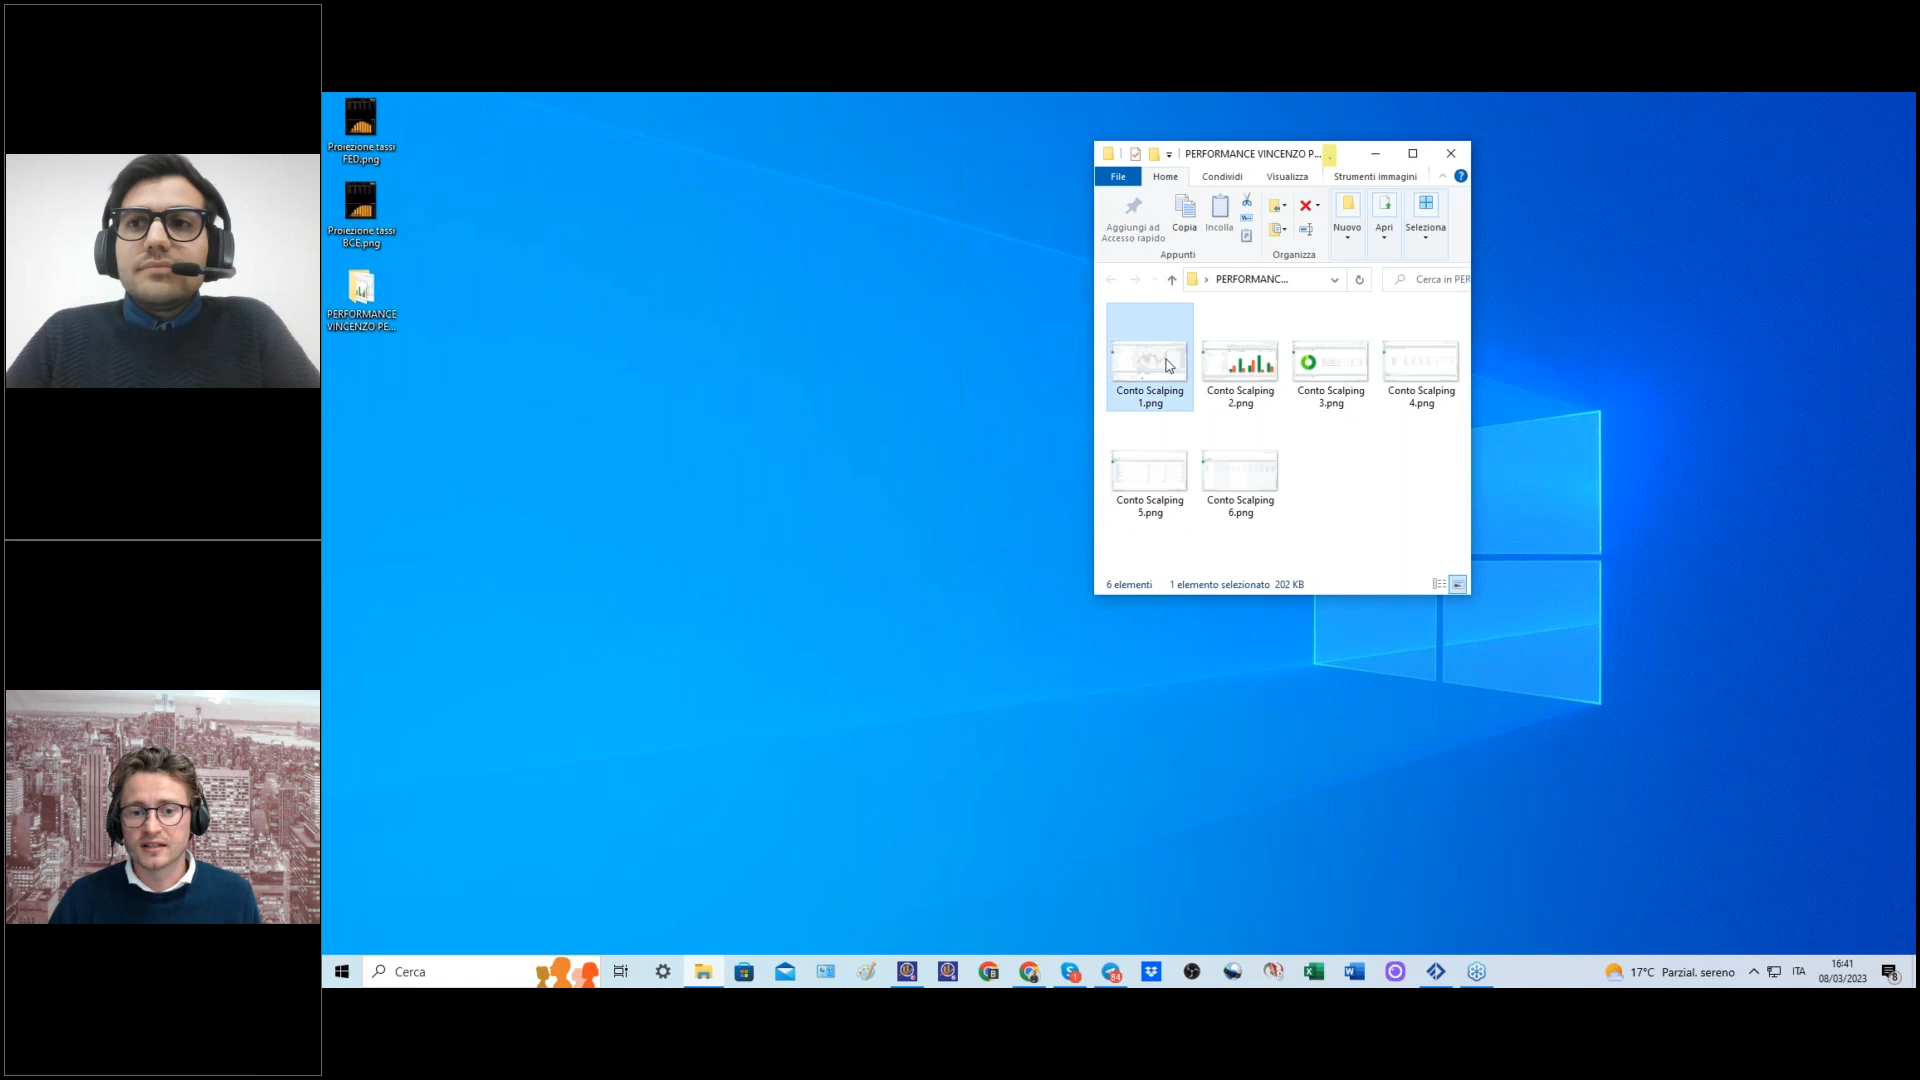 Proiezione tassi
FED.png
Proiezione tassi
BCE.png
PERFORMANCE
VINCENZO PE...
PERFORMANCE VINCENZO P...
File
Home
Condividi
Visualizza
Strumenti immagini
Aggiungi ad
Accesso rapido
Copia
Incolla
Nuovo
Apri
Seleziona
Appunti
Organizza
PERFORMANC...
Cerca in PER
Conto Scalping
1.png
Conto Scalping
2.png
Conto Scalping
3.png
Conto Scalping
4.png
Conto Scalping
5.png
Conto Scalping
6.png
6 elementi
1 elemento selezionato 202 KB
Cerca
84
17°C Parzial. sereno
ITA
16:41
08/03/2023
8